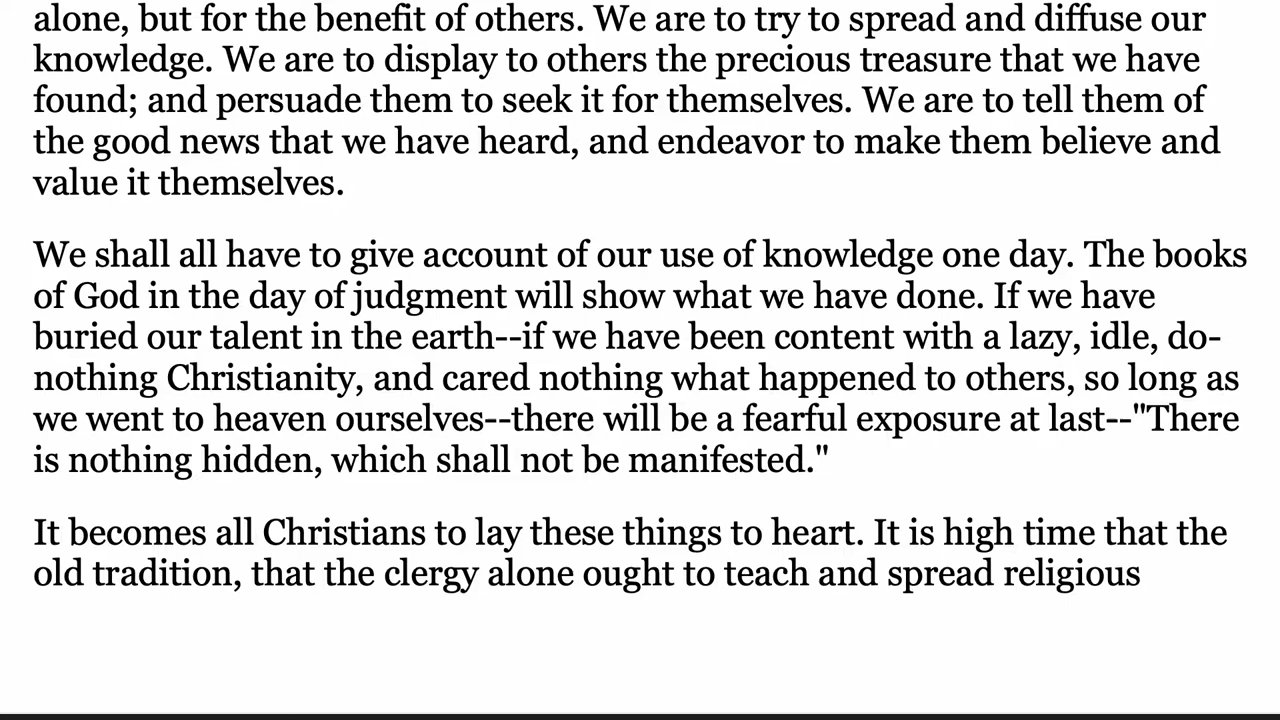 alone, but for the benefit of others. We are to try to spread and diffuse our
knowledge. We are to display to others the precious treasure that we have
found; and persuade them to seek it for themselves. We are to tell them of
the good news that we have heard, and endeavor to make them believe and
value it themselves.
We shall all have to give account of our use of knowledge one day. The books
of God in the day of judgment will show what we have done. If we have
buried our talent in the earth--if we have been content with a lazy, idle, do-
nothing Christianity, and cared nothing what happened to others, so long as
we went to heaven ourselves--there will be a fearful exposure at last--"There
is nothing hidden, which shall not be manifested."
It becomes all Christians to lay these things to heart. It is high time that the
old tradition, that the clergy alone ought to teach and spread religious